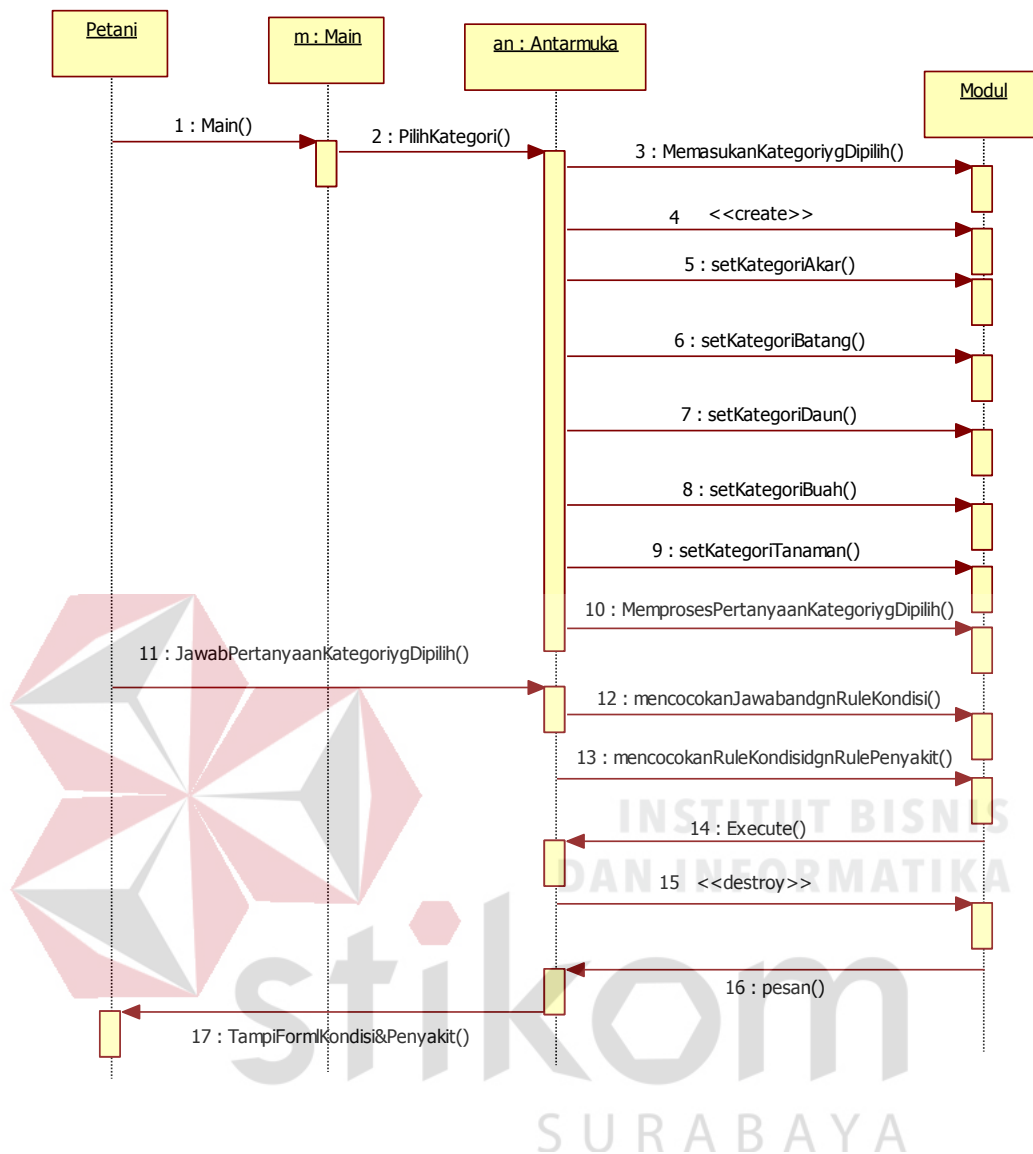 Petani
m : Main
an : Antarmuka
Modul
1 : Main()
2 : PilihKategori()
3 : MemasukanKategoriygDipilih()
4 <<create>>
5 : setKategoriAkar()
6 : setKategoriBatang()
7 : setKategoriDaun()
8 : setKategoriBuah()
9 : setKategoriTanaman()
10 : MemprosesPertanyaanKategoriygDipilih()
11 : JawabPertanyaanKategoriygDipilih()
12 : mencocokanJawabandgnRuleKondisi()
13 : mencocokanRuleKondisidgnRulePenyakit()
INSTITUT BISNIS
14 : Execute()
DAN INFORMATIKA
15 <<destroy>>
stikom
16 : pesan()
17 : TampiFormlKondisi&Penyakit()
SURABAYA